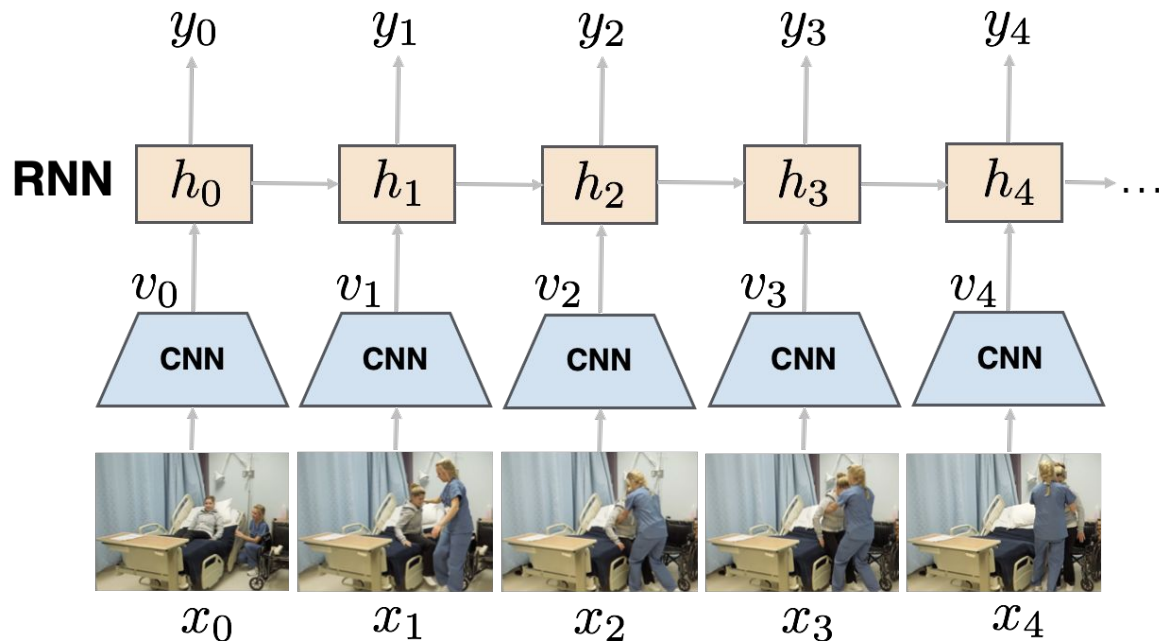 y₀ y₁ y₂ y₃ y₄
RNN h₀ h₁ h₂ h₃ h₄ ...
v₀ v₁ v₂ v₃ v₄
CNN CNN CNN CNN CNN
x₀ x₁ x₂ x₃ x₄